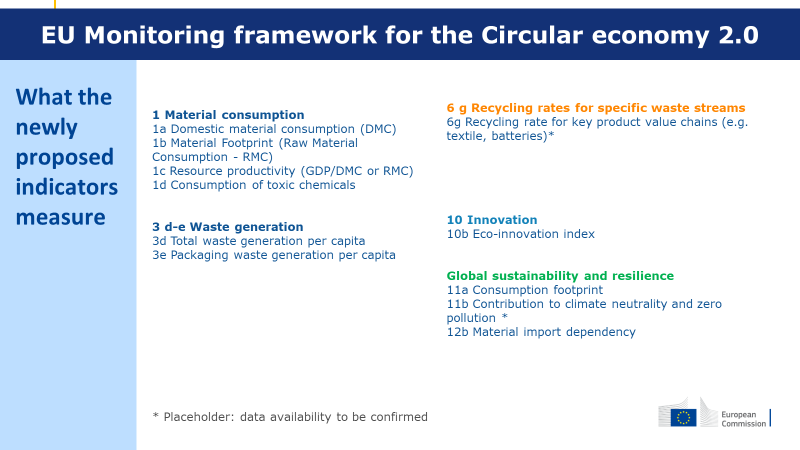 EU Monitoring framework for the Circular economy 2.0
What the
newly
proposed
indicators
measure
1 Material consumption
1a Domestic material consumption (DMC)
1b Material Footprint (Raw Material
Consumption - RMC)
1c Resource productivity (GDP/DMC or RMC)
1d Consumption of toxic chemicals
3 d-e Waste generation
3d Total waste generation per capita
3e Packaging waste generation per capita
6 g Recycling rates for specific waste streams
6g Recycling rate for key product value chains (e.g.
textile, batteries)*
10 Innovation
10b Eco-innovation index
Global sustainability and resilience
11a Consumption footprint
11b Contribution to climate neutrality and zero
pollution *
12b Material import dependency
* Placeholder: data availability to be confirmed
European
Commission